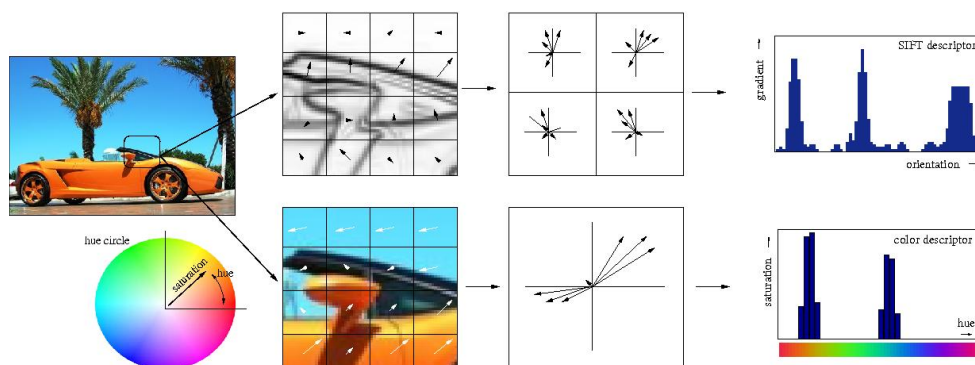 SIFT descriptor
gradient
orientation
hue circle
saturation
hue
color descriptor
saturation
hue